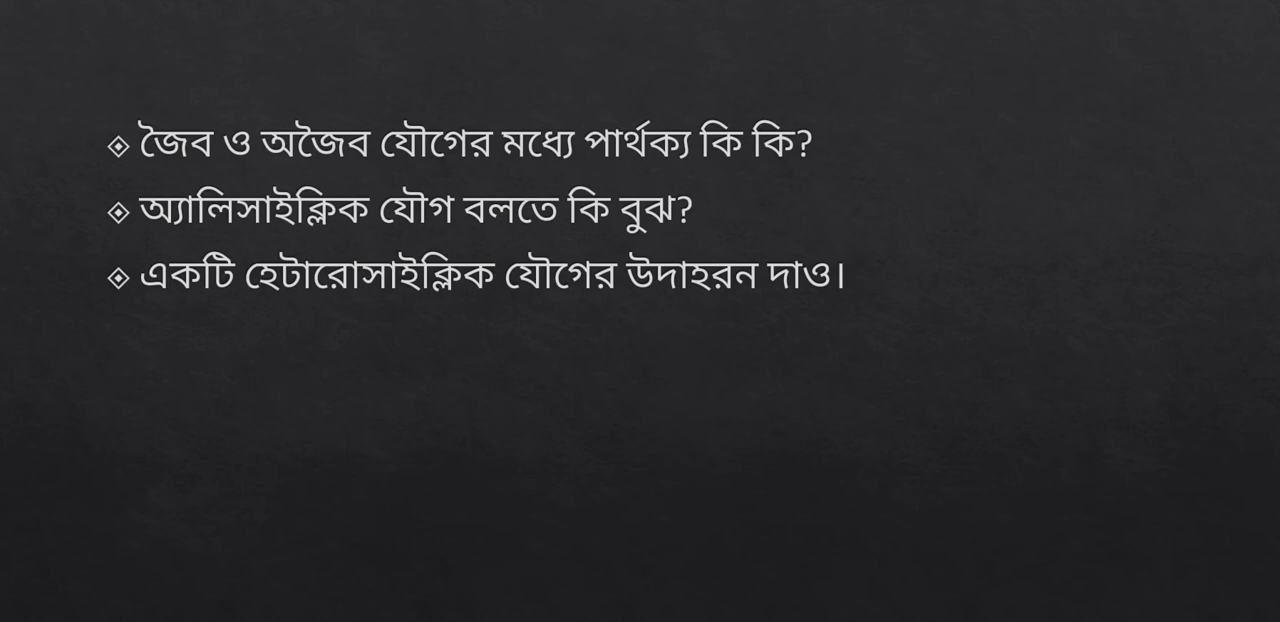 জৈব ও অজৈব যৌগের মধ্যে পার্থক্য কি কি?
অ্যালিসাইক্লিক যৌগ বলতে কি বুঝ?
একটি হেটারোসাইক্লিক যৌগের উদাহরন দাও।